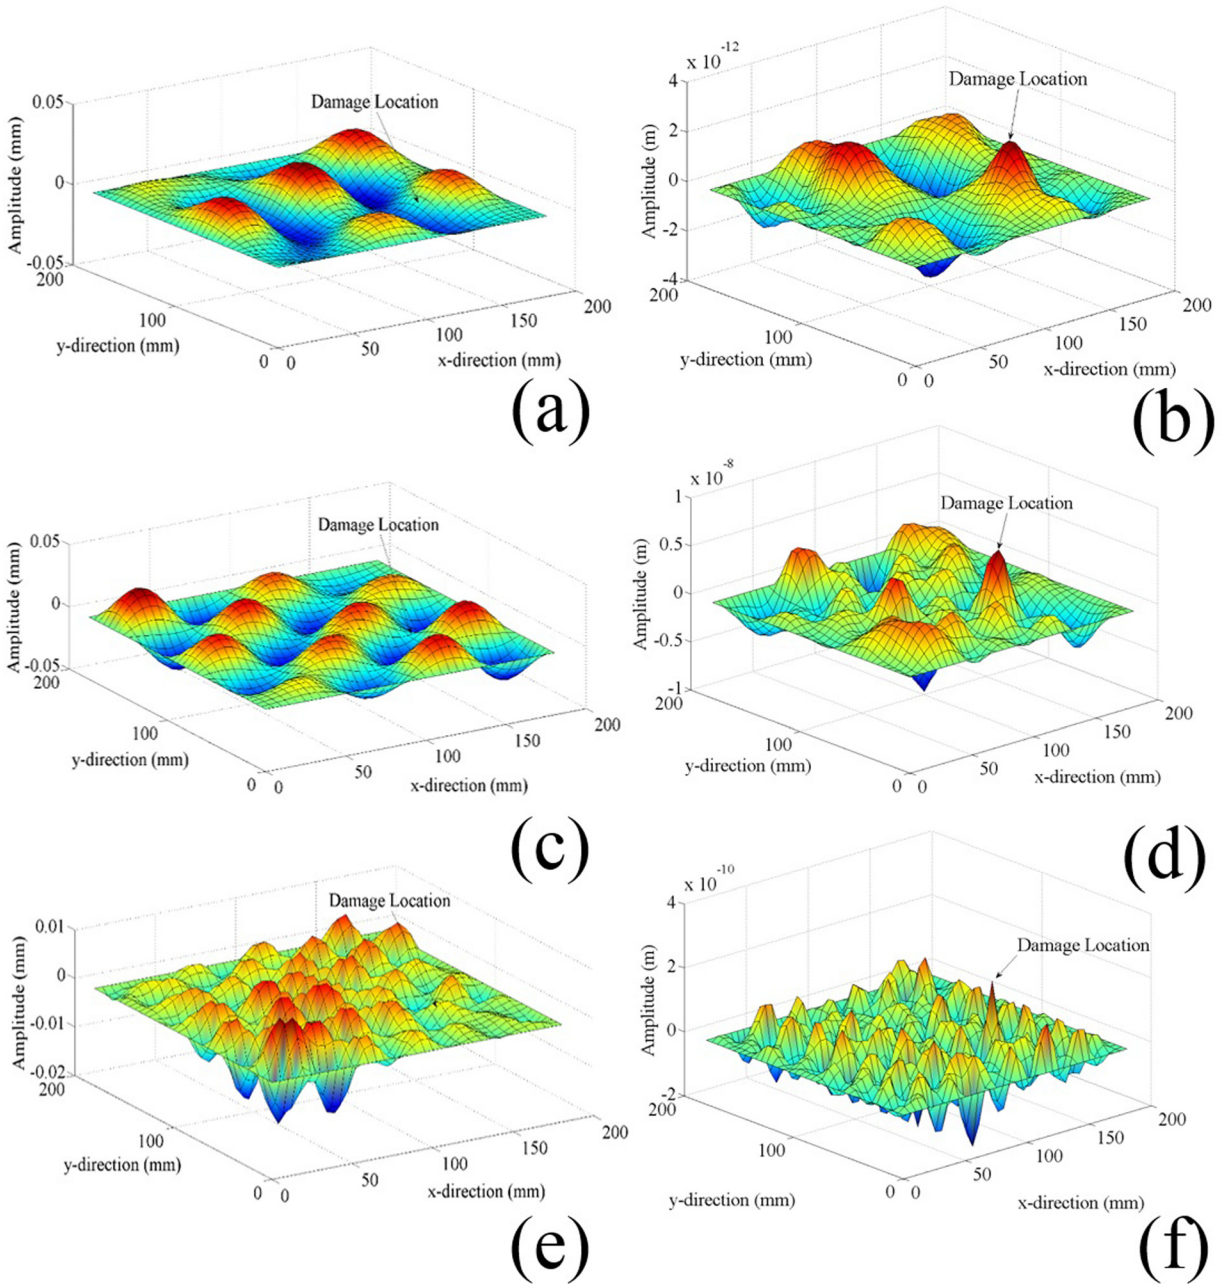 Damage Location
0.05
0
-0.05
Amplitude (mm)
200
100
0
y-direction (mm)
0
50
100
150
200
x-direction (mm)
(a)
x 10 -12
Damage Location
4
2
0
-2
-4
Amplitude (m)
200
100
0
y-direction (mm)
0
50
100
150
200
x-direction (mm)
(b)
Damage Location
0.05
0
-0.05
Amplitude (mm)
200
100
0
y-direction (mm)
0
50
100
150
200
x-direction (mm)
(c)
x 10 -8
Damage Location
1
0.5
0
-0.5
-1
Amplitude (m)
200
100
0
y-direction (mm)
0
50
100
150
200
x-direction (mm)
(d)
Damage Location
0.01
0
-0.01
-0.02
Amplitude (mm)
200
100
0
y-direction (mm)
0
50
100
150
200
x-direction (mm)
(e)
x 10 -10
Damage Location
4
2
0
-2
Amplitude (m)
200
100
0
y-direction (mm)
0
50
100
150
200
x-direction (mm)
(f)